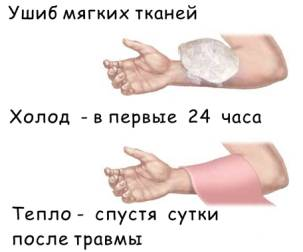 Ушиб мягких тканей
Холод - в первые 24 часа
Тепло - спустя сутки
после травмы